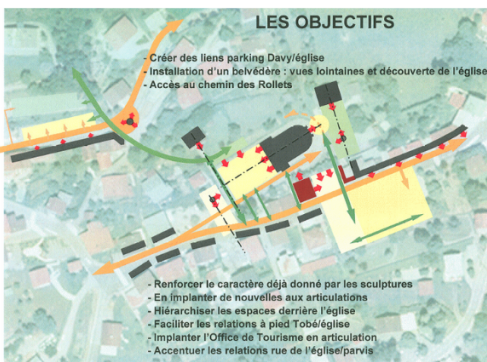 LES OBJECTIFS
- Créer des liens parking Davy/église
- Installation d'un belvédère : vues lointaines et découverte de l'église
- Accès au chemin des Rollets
- Renforcer le caractère déjà donné par les sculptures
- En implanter de nouvelles aux articulations
- Hiérarchiser les espaces derrière l'église
- Faciliter les relations à pied Tobé/église
- Implanter l'Office de Tourisme en articulation
- Accentuer les relations rue de l'église/parvis